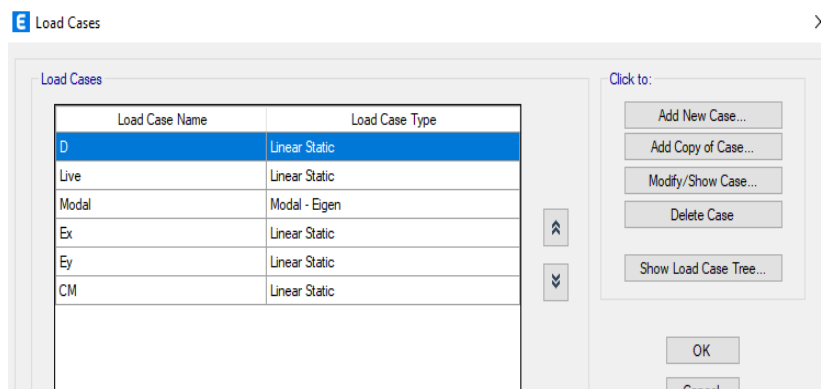 E Load Cases X
Load Cases
Click to:
Load Case Name Load Case Type
D Linear Static
Live Linear Static
Modal Modal - Eigen
Ex Linear Static
Ey Linear Static
CM Linear Static
Add New Case...
Add Copy of Case...
Modify/Show Case...
Delete Case
Show Load Case Tree...
OK
Cancel